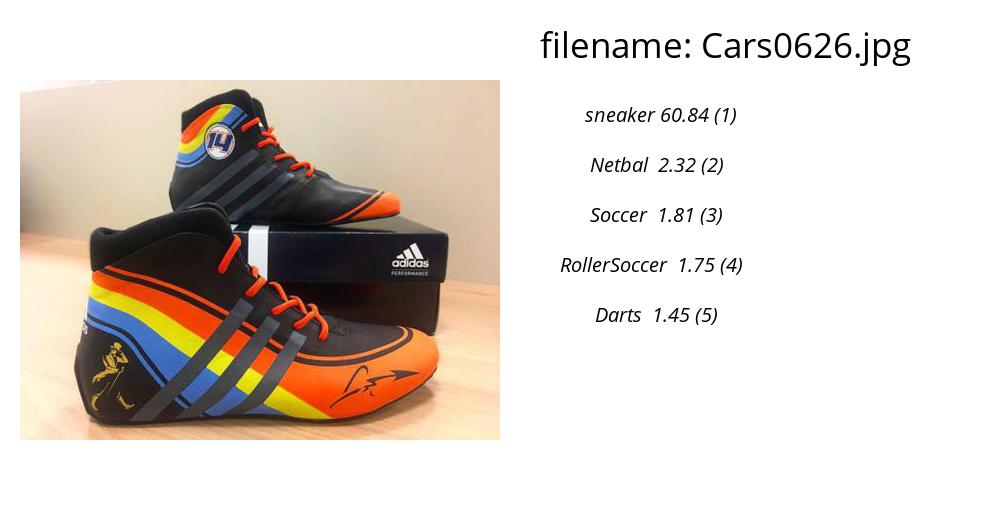 filename: Cars0626.jpg
sneaker 60.84 (1)
Netbal 2.32 (2)
Soccer 1.81 (3)
RollerSoccer 1.75 (4)
Darts 1.45 (5)
14
adidas
PERFORMANCE